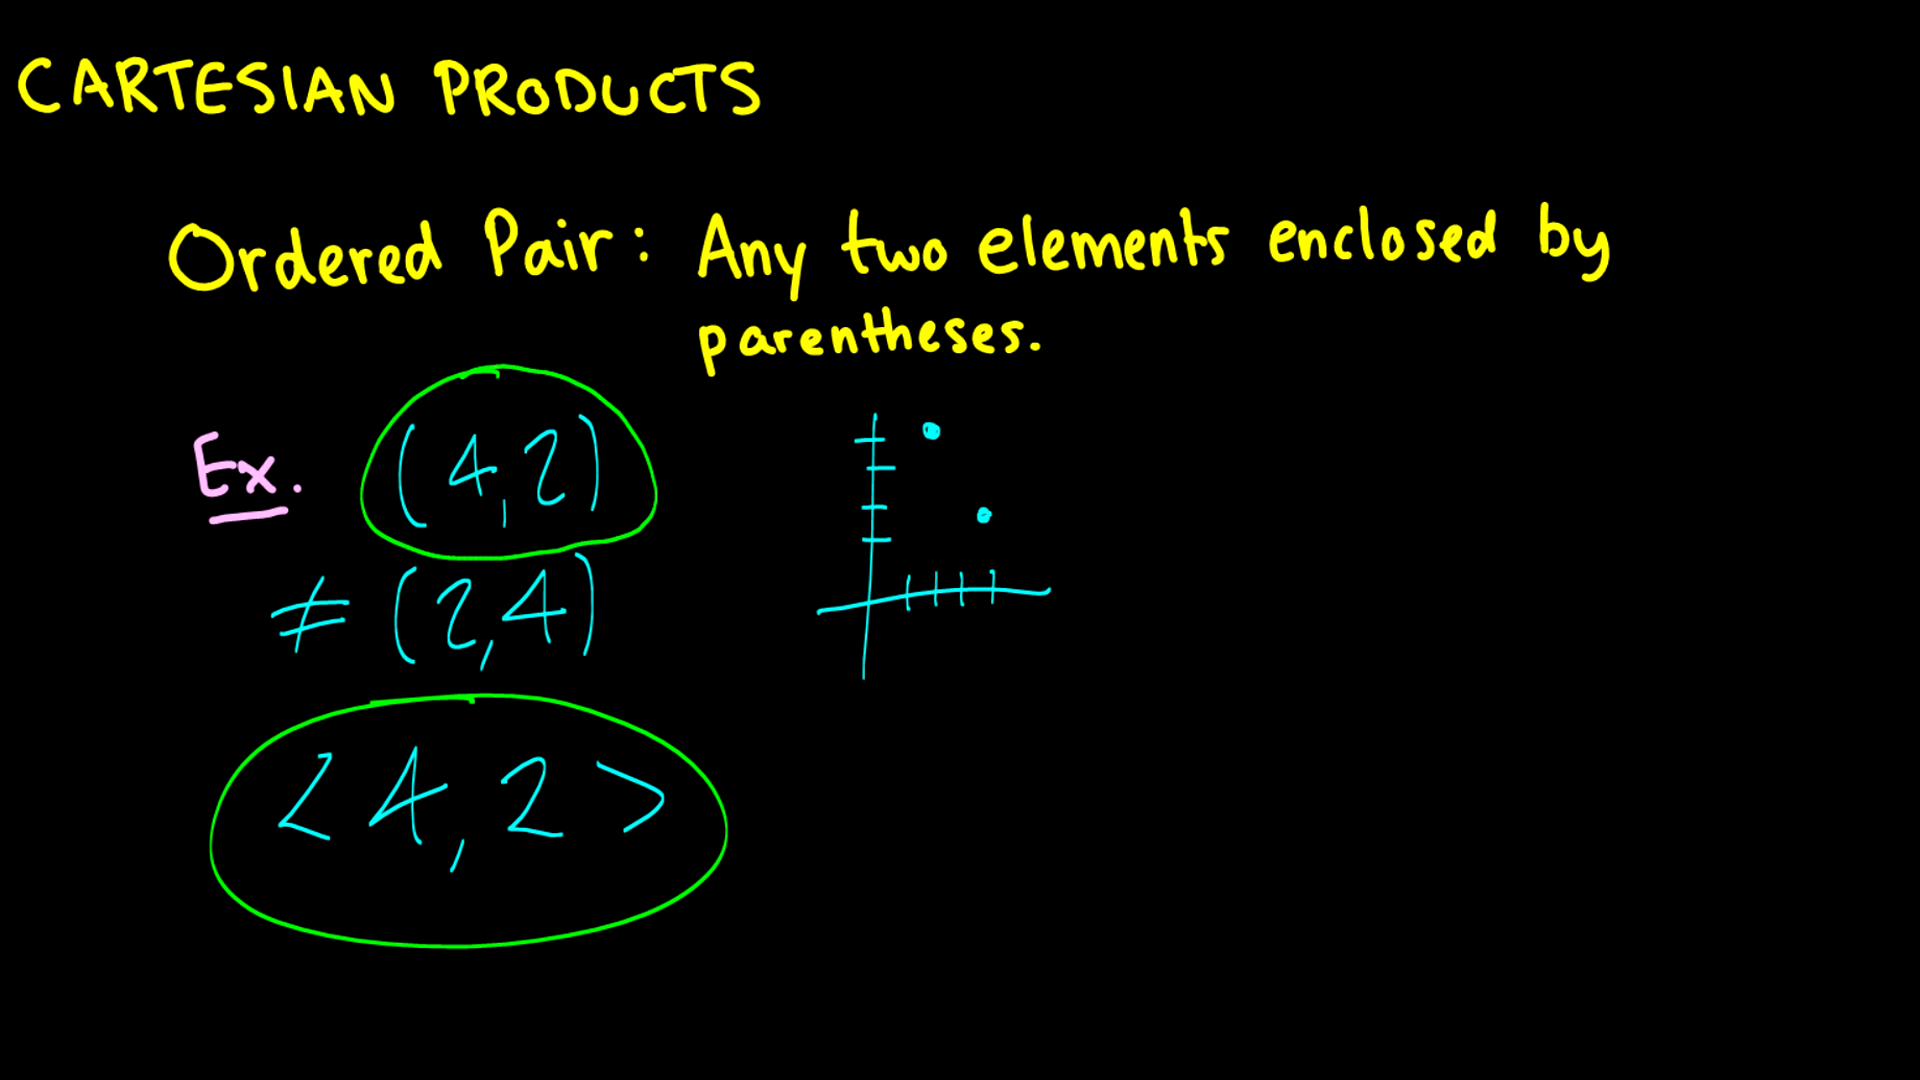 CARTESIAN PRODUCTS
Ordered Pair: Any two elements enclosed by
parentheses.
Ex. (4,2)
≠ (2,4)
<4,2>